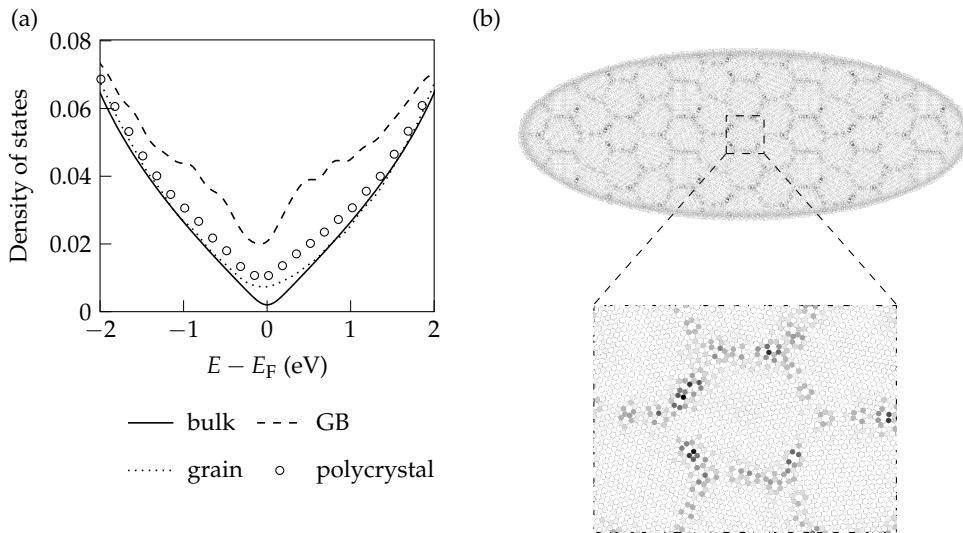 (a)
(b)
0.08
0.06
0.04
0.02
0
Density of states
−2 −1 0 1 2
E − E_F (eV)
bulk GB
grain polycrystal